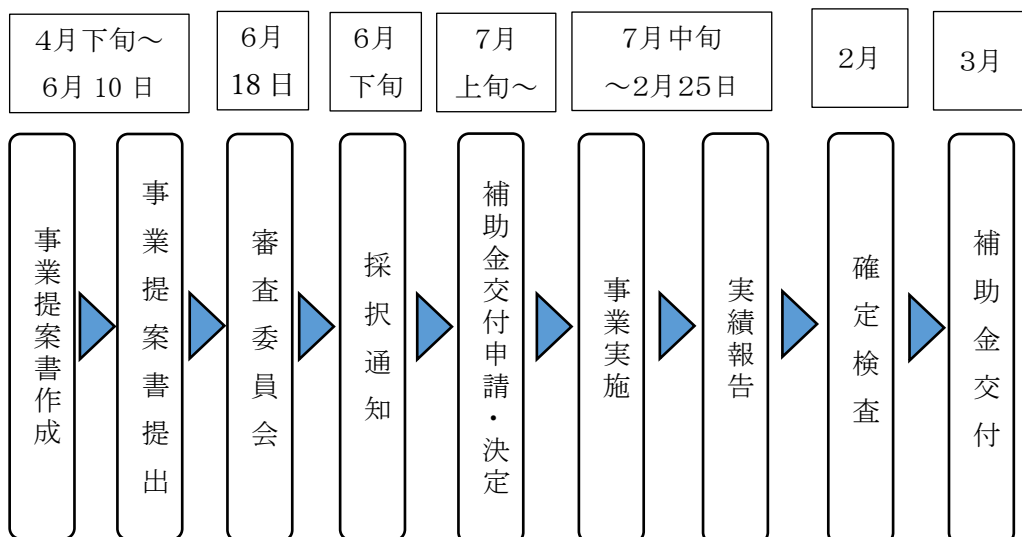 4月下旬～
6月 10 日
6月
18 日
6月
下旬
7月
上旬～
7月中旬
～2月25日
2月
3月
事業提案書作成
事業提案書提出
審査委員会
採択通知
補助金交付申請・決定
事業実施
実績報告
確定検査
補助金交付